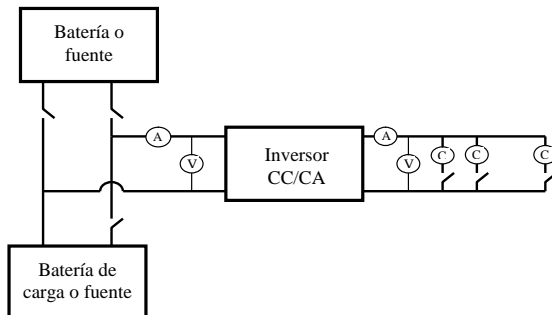 Batería o
fuente
A
V
Inversor
CC/CA
A
V
C
C
C
Batería de
carga o fuente